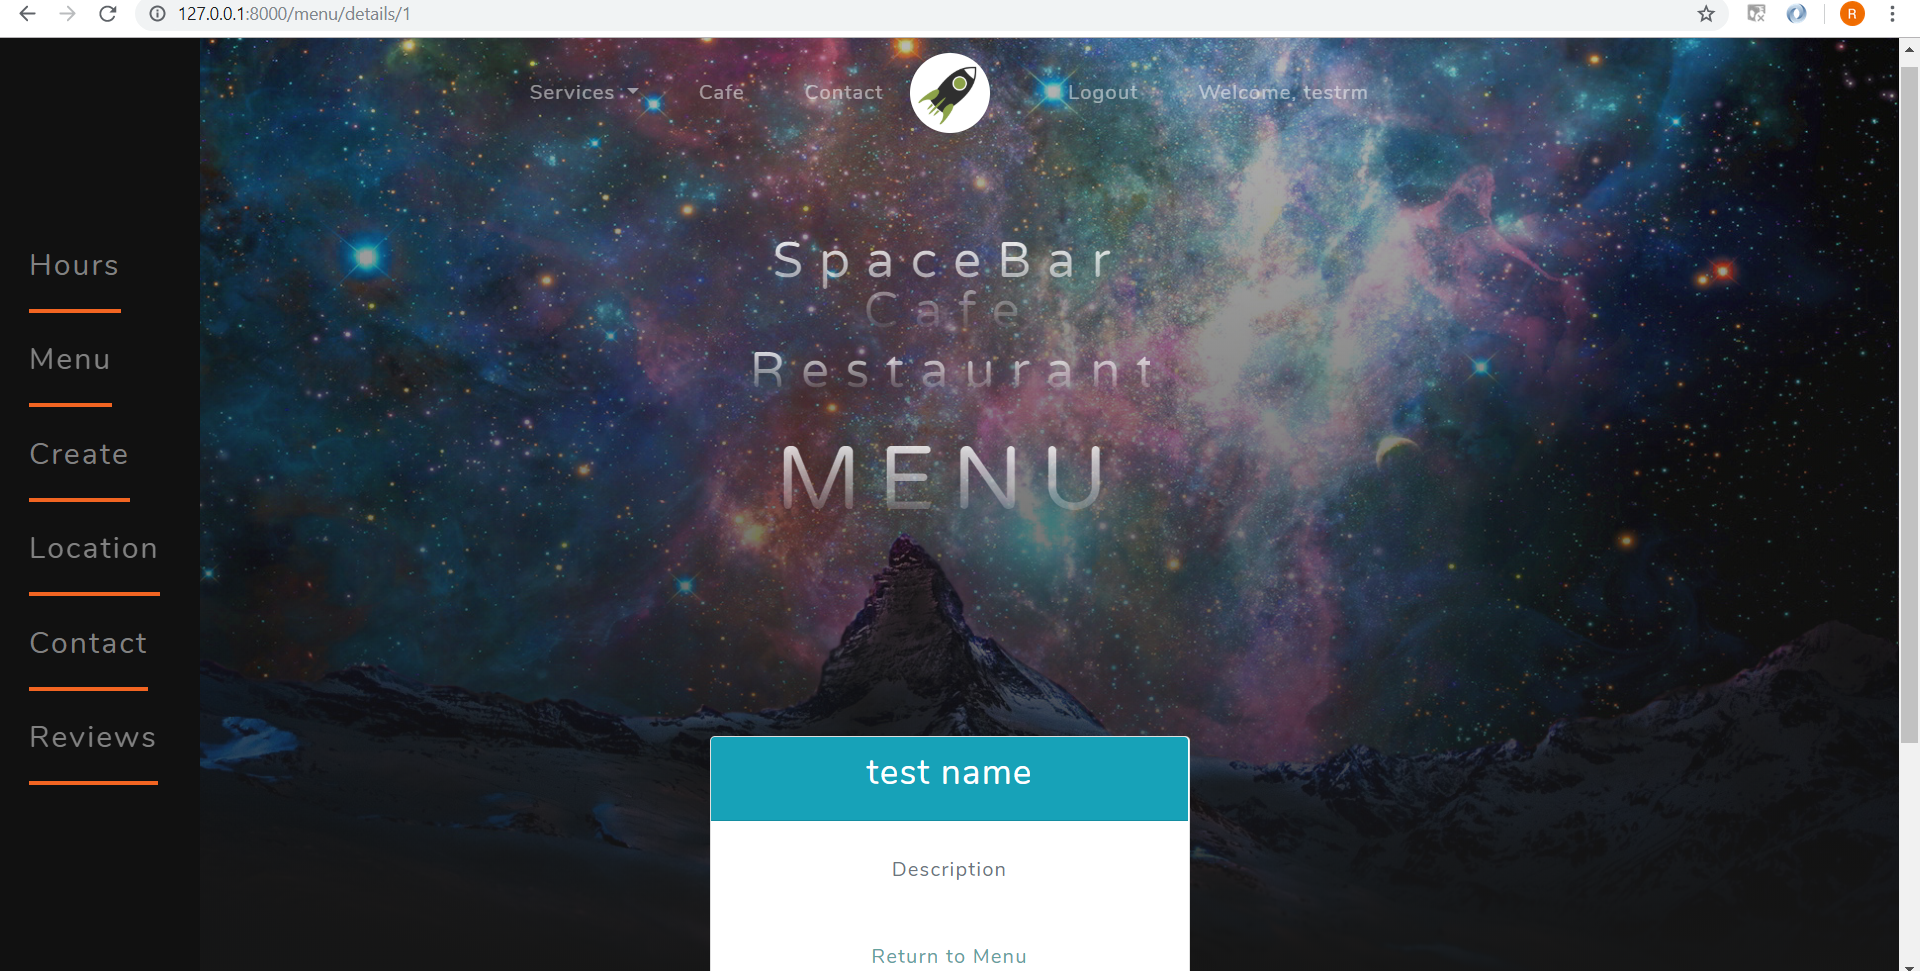 127.0.0.1:8000/menu/details/1
R
Services Cafe Contact Logout Welcome, testrm
Hours
Menu
Create
Location
Contact
Reviews
SpaceBar
Cafe
Restaurant
MENU
test name
Description
Return to Menu